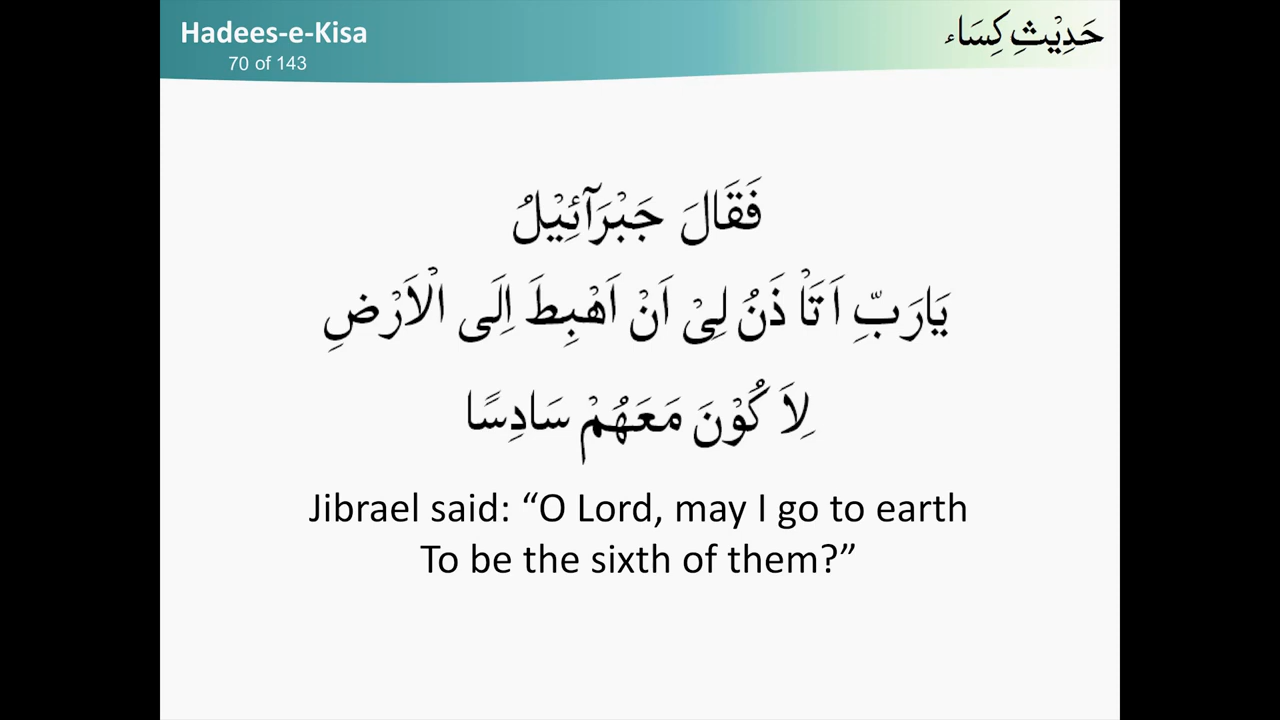 Hadees-e-Kisa
حَدِيْثِ كِسَاء
70 of 143
فَقَالَ جَبْرَآئِيْلُ
يَارَبِّ اَتَاْذَنُ لِىْ اَنْ اَهْبِطَ اِلَى الْاَرْضِ
لِاَكُوْنَ مَعَهُمْ سَادِسًا
Jibrael said: “O Lord, may I go to earth
To be the sixth of them?”